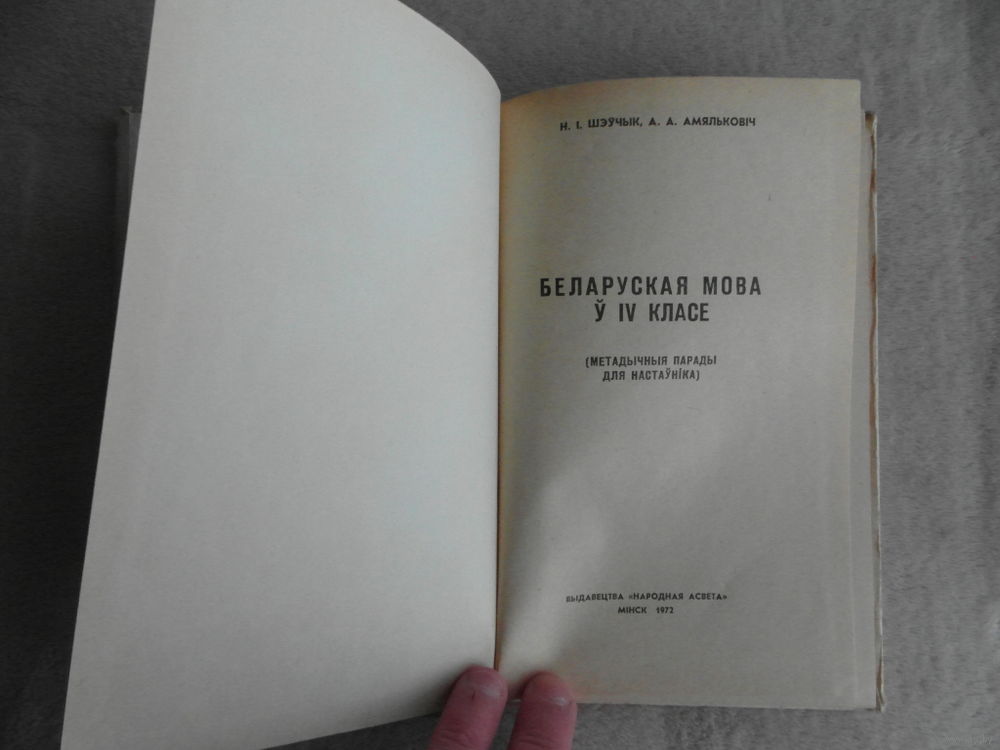 Н. І. ШЭЎЧЫК, А. А. АМЯЛЬКОВІЧ
БЕЛАРУСКАЯ МОВА
Ў IV КЛАСЕ
(МЕТАДЫЧНЫЯ ПАРАДЫ
ДЛЯ НАСТАЎНІКА)
ВЫДАВЕЦТВА «НАРОДНАЯ АСВЕТА»
МІНСК 1972